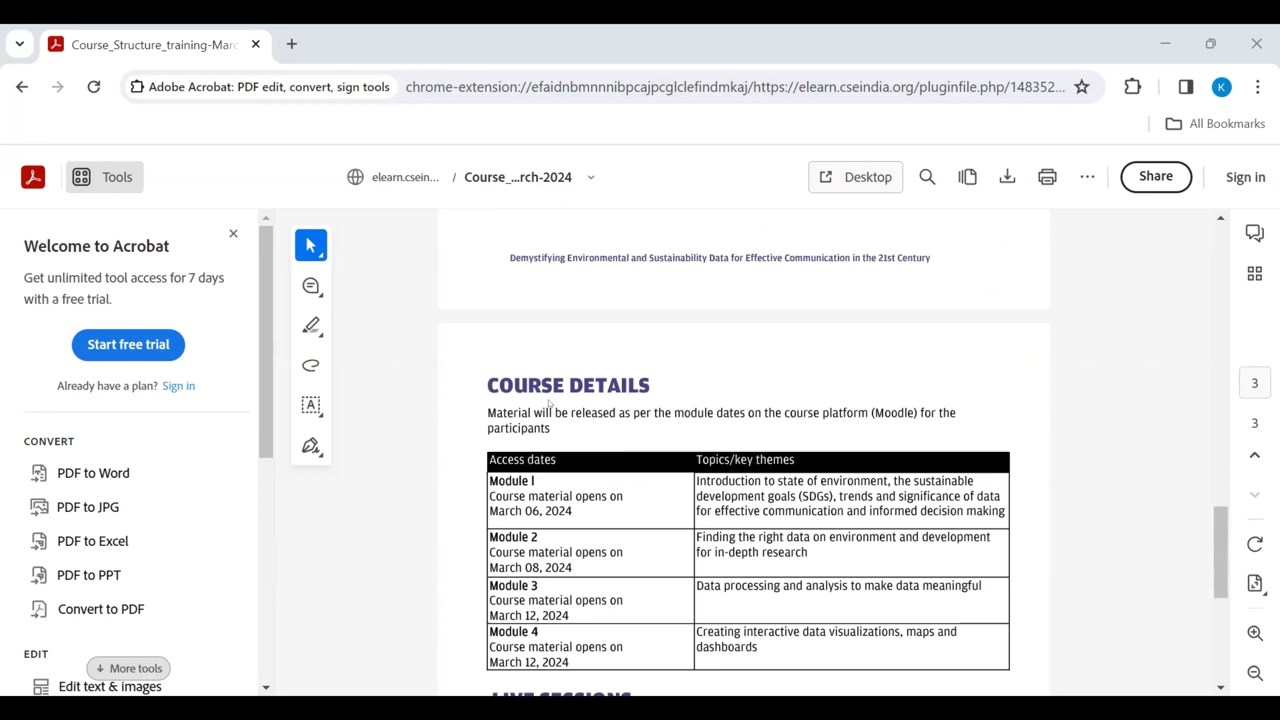 Course_Structure_training-Marc
Adobe Acrobat: PDF edit, convert, sign tools
chrome-extension://efaidnbmnnnibpcajpcglclefindmkaj/https://elearn.cseindia.org/pluginfile.php/148352...
K
All Bookmarks
Tools
elearn.csein...
/ Course_...rch-2024
Desktop
Share
Sign in
Welcome to Acrobat
Get unlimited tool access for 7 days
with a free trial.
Start free trial
Already have a plan? Sign in
CONVERT
PDF to Word
PDF to JPG
PDF to Excel
PDF to PPT
Convert to PDF
EDIT
More tools
Edit text & images
Demystifying Environmental and Sustainability Data for Effective Communication in the 21st Century
COURSE DETAILS
Material will be released as per the module dates on the course platform (Moodle) for the
participants
Access dates
Topics/key themes
Module I
Course material opens on
March 06, 2024
Introduction to state of environment, the sustainable
development goals (SDGs), trends and significance of data
for effective communication and informed decision making
Module 2
Course material opens on
March 08, 2024
Finding the right data on environment and development
for in-depth research
Module 3
Course material opens on
March 12, 2024
Data processing and analysis to make data meaningful
Module 4
Course material opens on
March 12, 2024
Creating interactive data visualizations, maps and
dashboards
LIVE SESSIONS
3
3